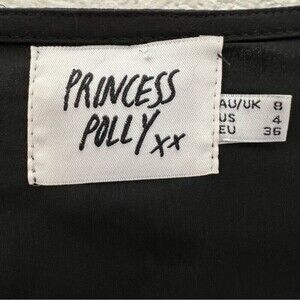 PRINCESS
POLLY xx
AU/UK 8
US 4
EU 36